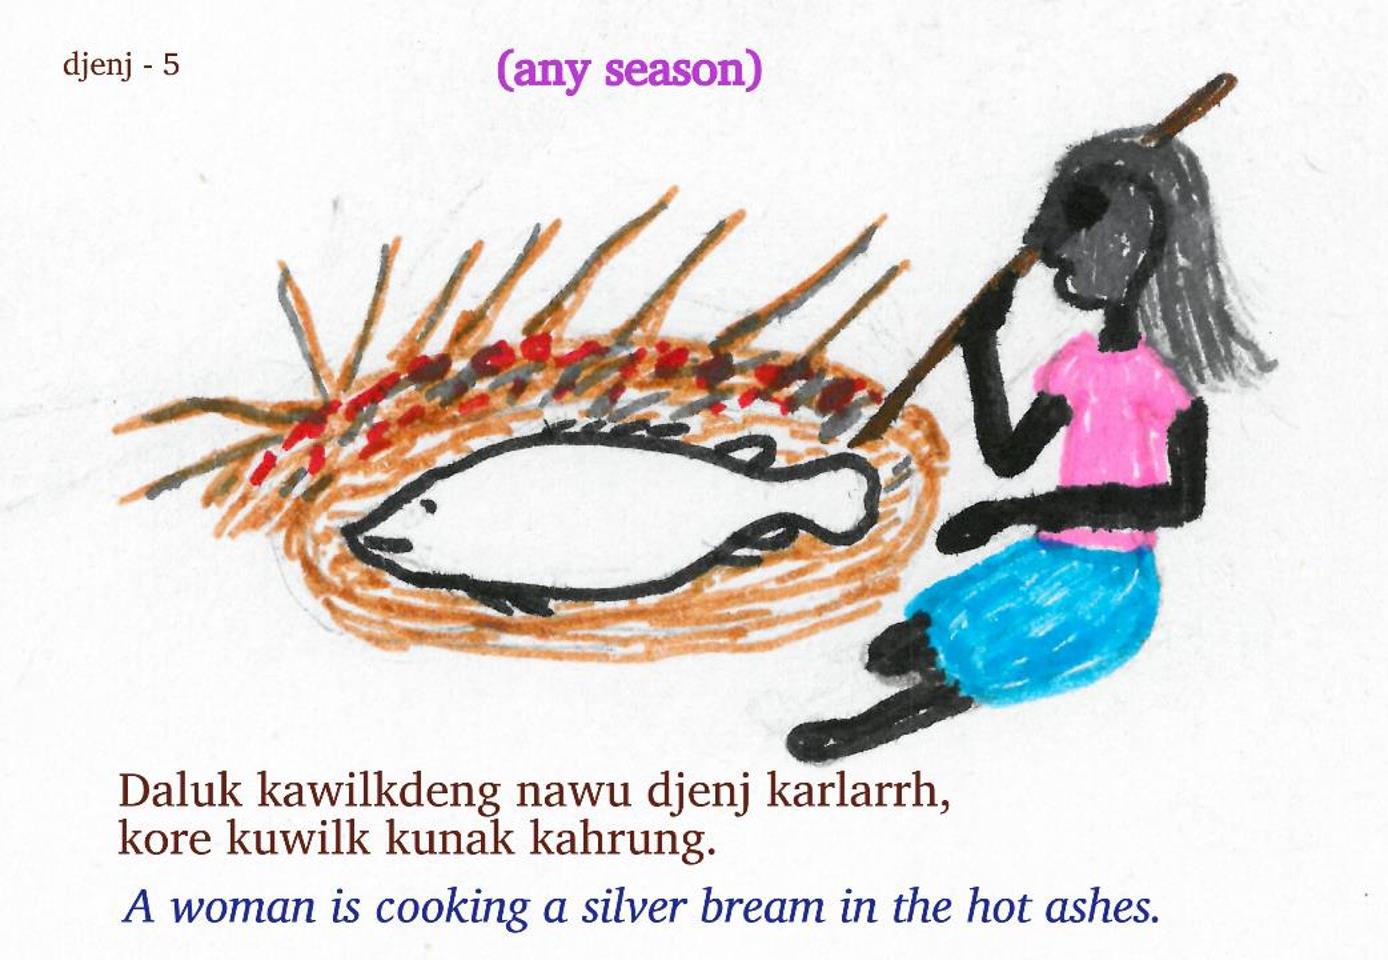 djenj - 5
(any season)
Daluk kawilkdeng nawu djenj karlarrh,
kore kuwilk kunak kahrung.
A woman is cooking a silver bream in the hot ashes.